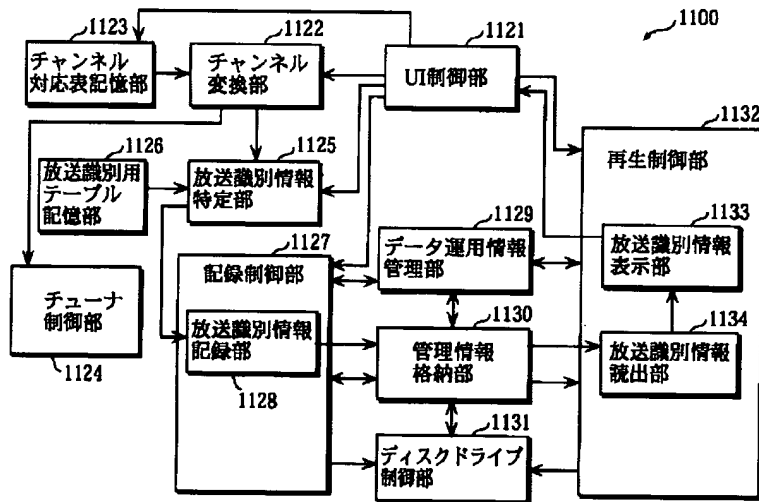 1100
1123
チャンネル
対応表記憶部
1122
チャンネル
変換部
1121
UI制御部
1132
再生制御部
1126
放送識別用
テーブル
記憶部
1125
放送識別情報
特定部
1129
データ運用情報
管理部
1133
放送識別情報
表示部
1127
記録制御部
チューナ
制御部
1124
放送識別情報
記録部
1128
1130
管理情報
格納部
1134
放送識別情報
読出部
1131
ディスクドライブ
制御部